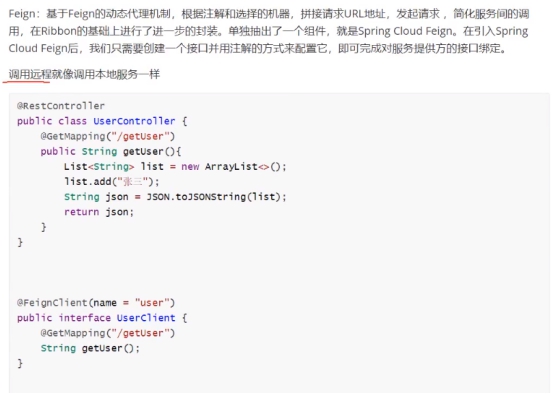 Feign：基于Feign的动态代理机制，根据注解和选择的机器，拼接请求URL地址，发起请求 ，简化服务间的调
用，在Ribbon的基础上进行了进一步的封装。单独抽出了一个组件，就是Spring Cloud Feign。在引入Spring
Cloud Feign后，我们只需要创建一个接口并用注解的方式来配置它，即可完成对服务提供方的接口绑定。
调用远程就像调用本地服务一样
@RestController
public class UserController {
    @GetMapping("/getUser")
    public String getUser(){
        List<String> list = new ArrayList<>();
        list.add("张三");
        String json = JSON.toJSONString(list);
        return json;
    }
}
@FeignClient(name = "user")
public interface UserClient {
    @GetMapping("/getUser")
    String getUser();
}